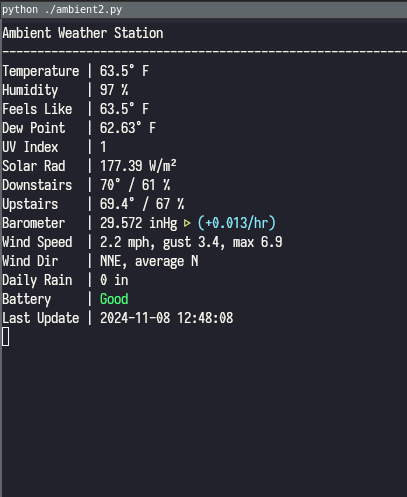 python ./ambient2.py
Ambient Weather Station
----------------------------------------------------------
Temperature | 63.5° F
Humidity | 97 %
Feels Like | 63.5° F
Dew Point | 62.63° F
UV Index | 1
Solar Rad | 177.39 W/m²
Downstairs | 70° / 61 %
Upstairs | 69.4° / 67 %
Barometer | 29.572 inHg ▹ (+0.013/hr)
Wind Speed | 2.2 mph, gust 3.4, max 6.9
Wind Dir | NNE, average N
Daily Rain | 0 in
Battery | Good
Last Update | 2024-11-08 12:48:08